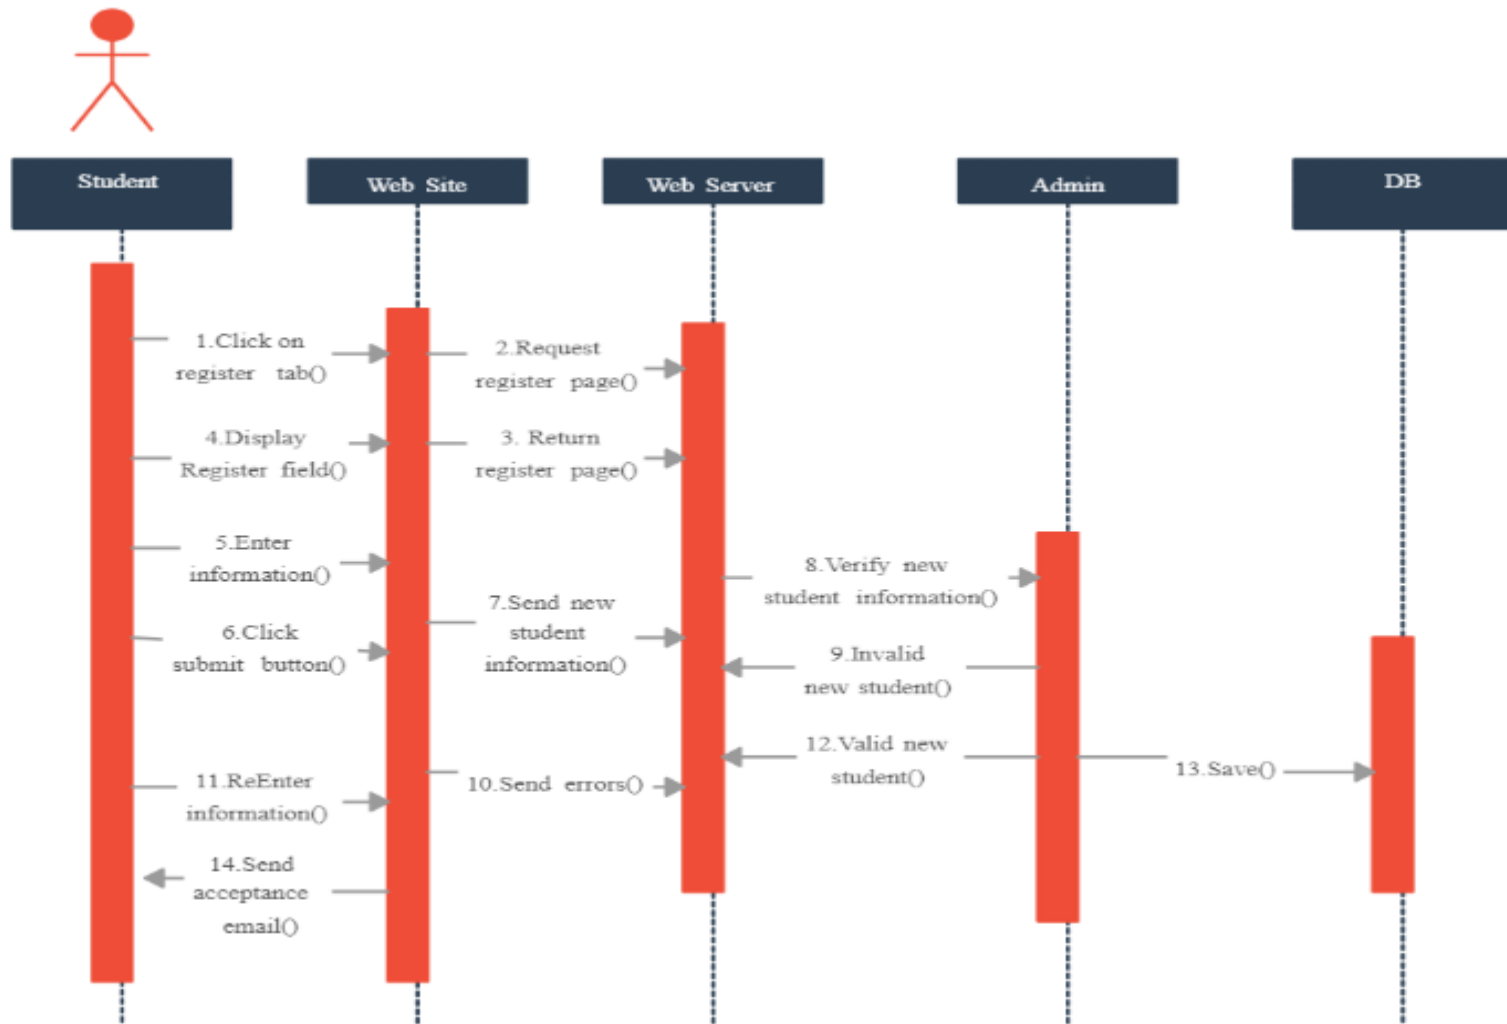 Student
Web Site
Web Server
Admin
DB
1.Click on
register tab()
2.Request
register page()
4.Display
Register field()
3. Return
register page()
5.Enter
information()
8.Verify new
student information()
6.Click
submit button()
7.Send new
student
information()
9.Invalid
new student()
12.Valid new
student()
13.Save()
11.ReEnter
information()
10.Send errors()
14.Send
acceptance
email()